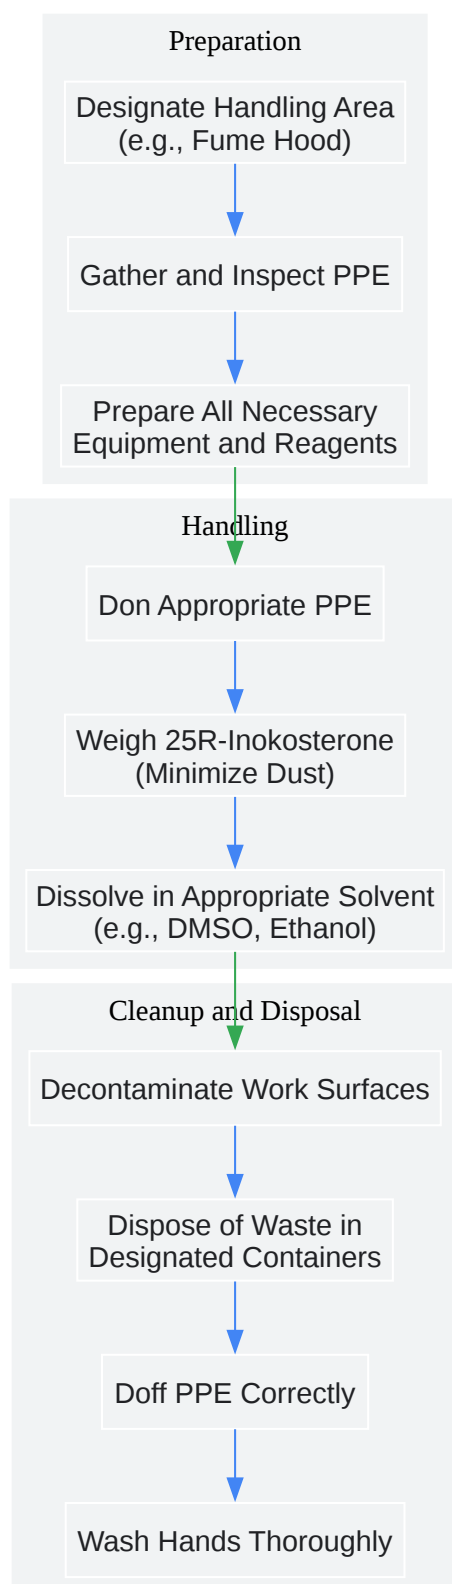 Preparation
Designate Handling Area
(e.g., Fume Hood)
Gather and Inspect PPE
Prepare All Necessary
Equipment and Reagents
Handling
Don Appropriate PPE
Weigh 25R-Inokosterone
(Minimize Dust)
Dissolve in Appropriate Solvent
(e.g., DMSO, Ethanol)
Cleanup and Disposal
Decontaminate Work Surfaces
Dispose of Waste in
Designated Containers
Doff PPE Correctly
Wash Hands Thoroughly